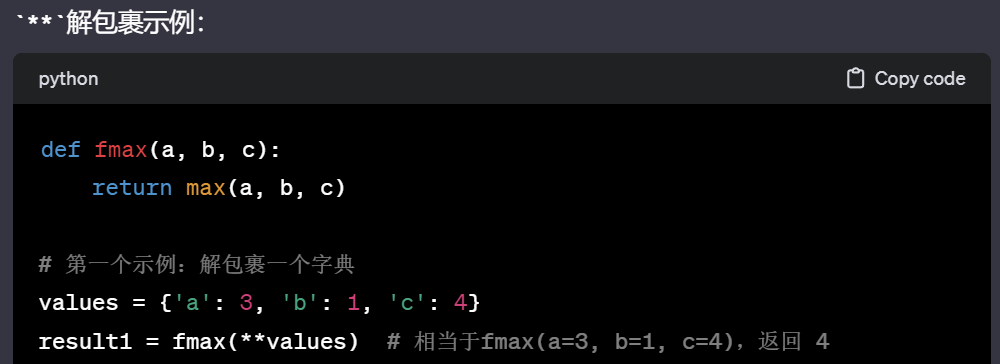 `**`解包裹示例：
python
Copy code
def fmax(a, b, c):
    return max(a, b, c)
# 第一个示例：解包裹一个字典
values = {'a': 3, 'b': 1, 'c': 4}
result1 = fmax(**values)  # 相当于fmax(a=3, b=1, c=4)，返回 4